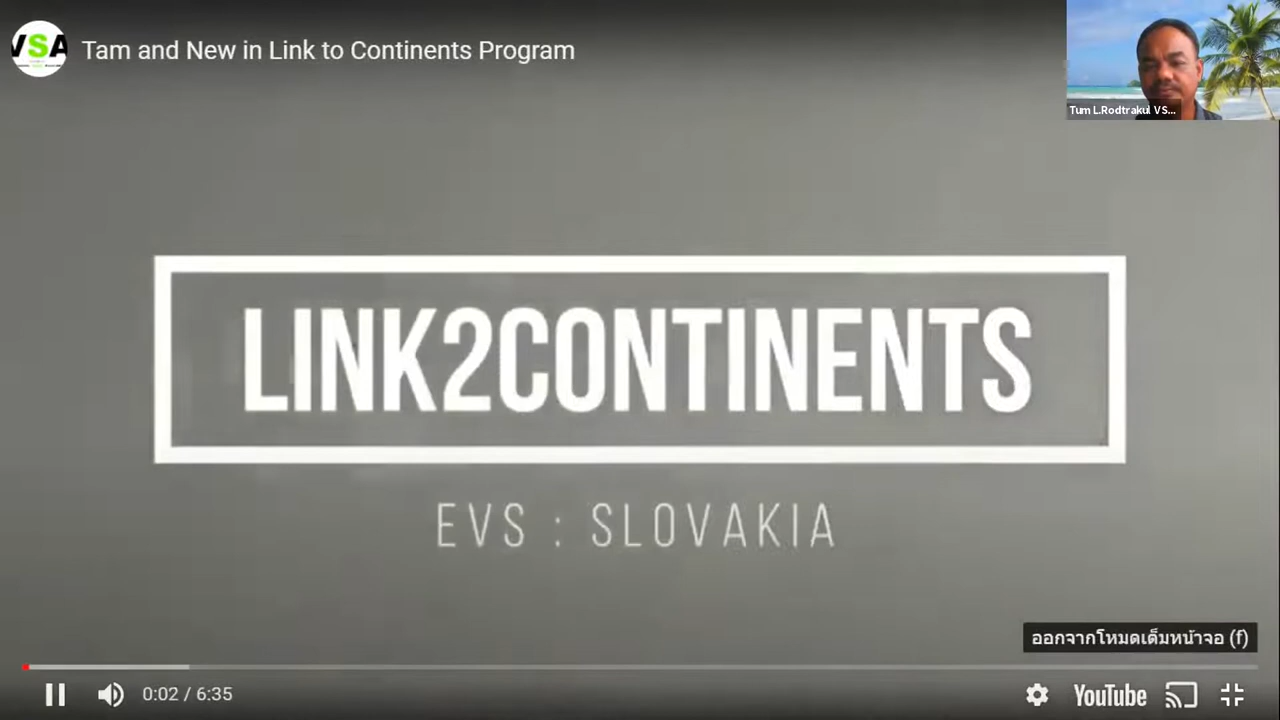 VSA
Tam and New in Link to Continents Program
Tum L.Rodtrakul VS...
LINK2CONTINENTS
EVS : SLOVAKIA
ออกจากโหมดเต็มหน้าจอ (f)
0:02 / 6:35
YouTube